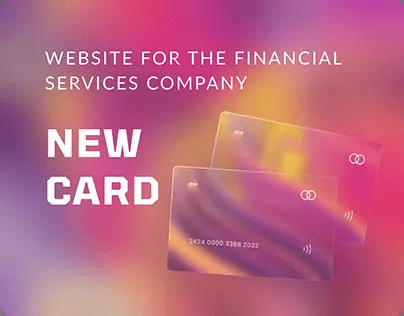 WEBSITE FOR THE FINANCIAL
SERVICES COMPANY
NEW
CARD
2424 0000 3388 2022